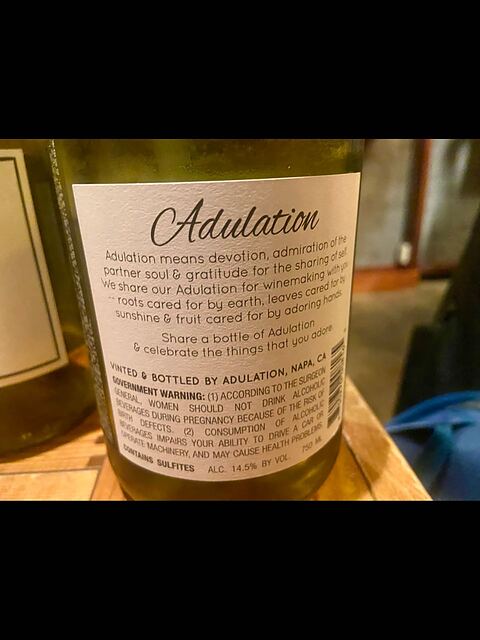 Adulation
Adulation means devotion, admiration of the
partner soul & gratitude for the sharing of self.
We share our Adulation for winemaking with you
-- roots cared for by earth, leaves cared for by
sunshine & fruit cared for by adoring hands.
Share a bottle of Adulation
& celebrate the things that you adore.
VINTED & BOTTLED BY ADULATION, NAPA, CA
GOVERNMENT WARNING: (1) ACCORDING TO THE SURGEON
GENERAL, WOMEN SHOULD NOT DRINK ALCOHOLIC
BEVERAGES DURING PREGNANCY BECAUSE OF THE RISK OF
BIRTH DEFECTS. (2) CONSUMPTION OF ALCOHOLIC
BEVERAGES IMPAIRS YOUR ABILITY TO DRIVE A CAR OR
OPERATE MACHINERY, AND MAY CAUSE HEALTH PROBLEMS.
CONTAINS SULFITES ALC. 14.5% BY VOL. 750 ML